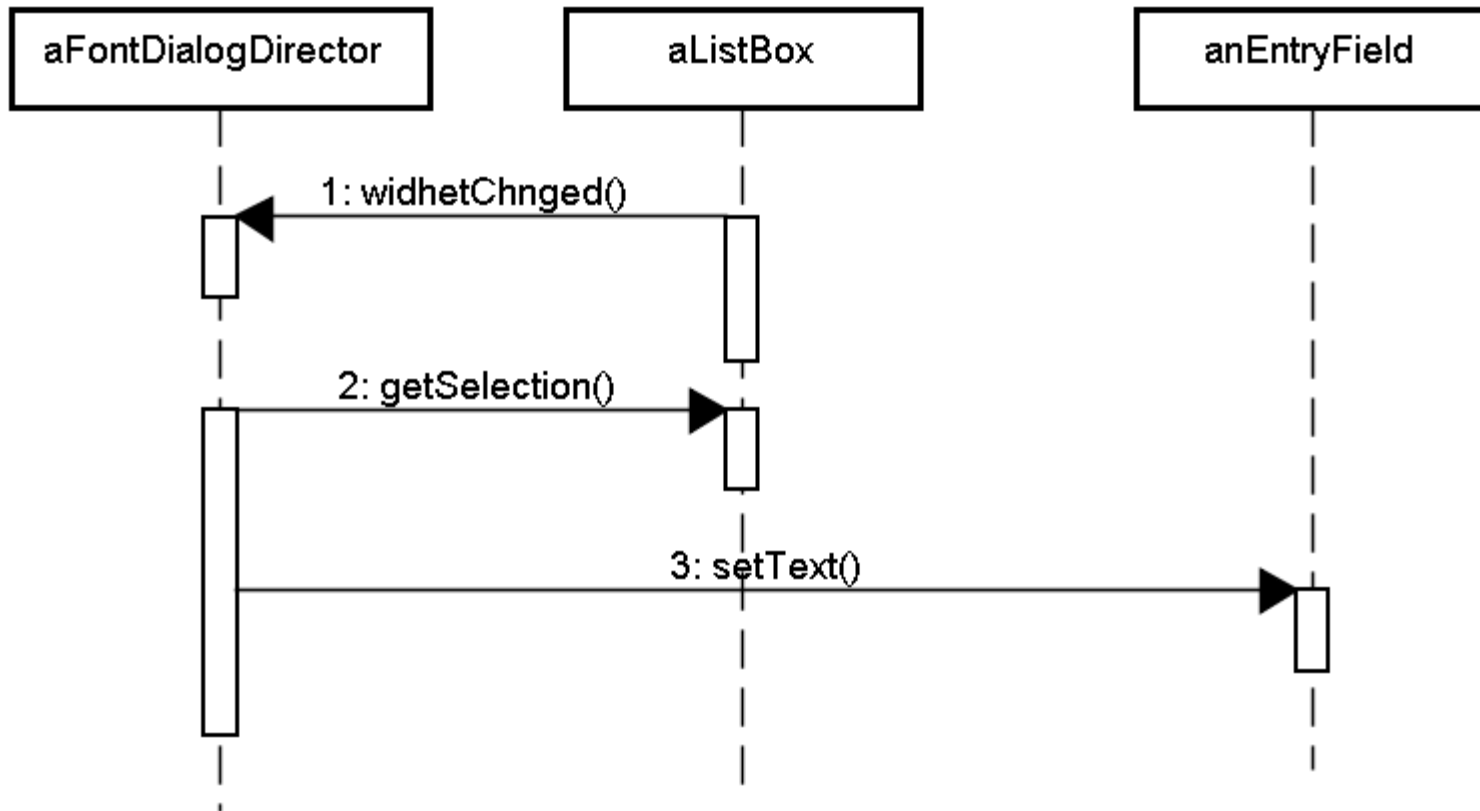 aFontDialogDirector
aListBox
anEntryField
1: widhetChnged()
2: getSelection()
3: setText()